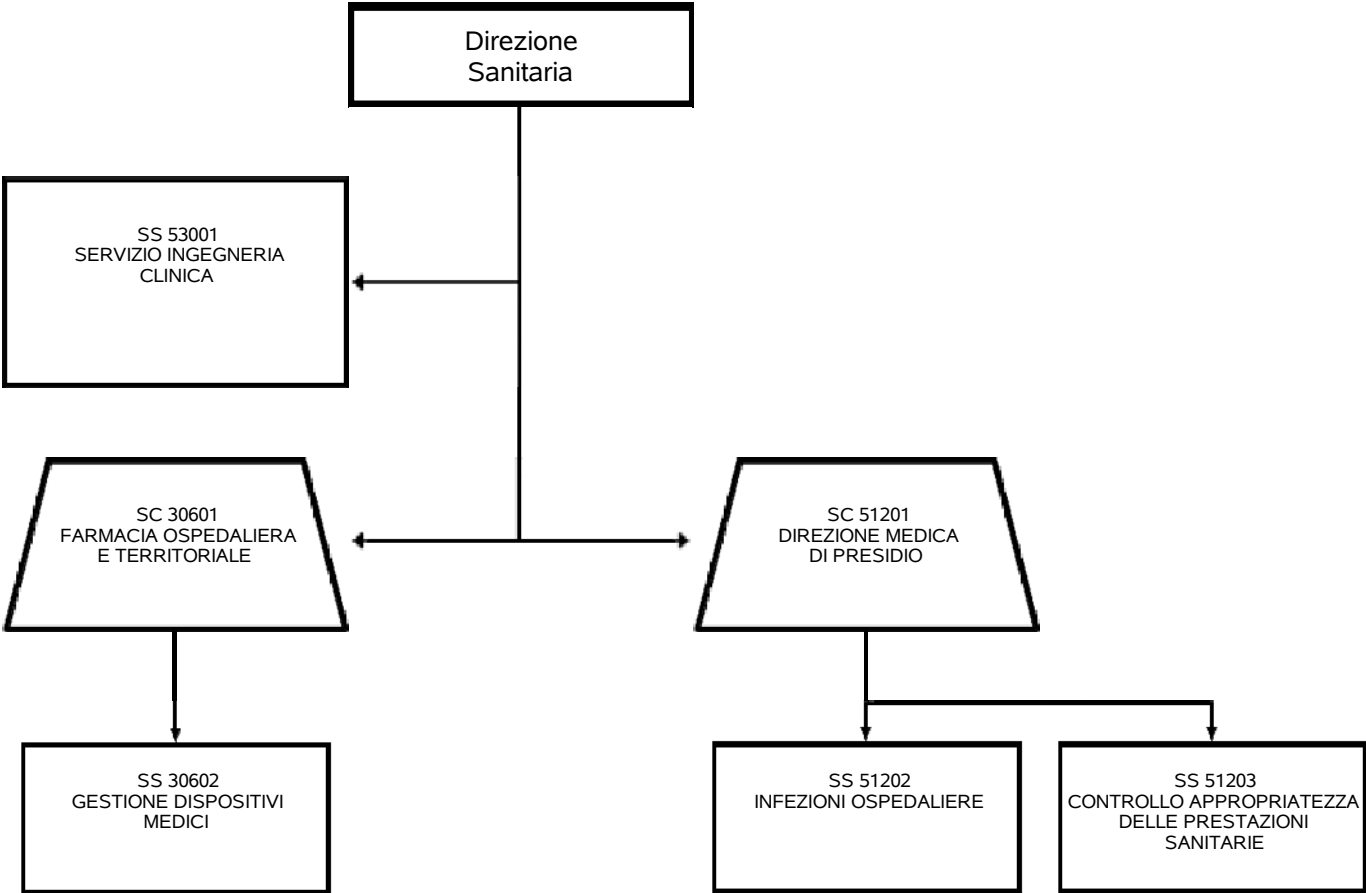 Direzione
Sanitaria
SS 53001
SERVIZIO INGEGNERIA
CLINICA
SC 30601
FARMACIA OSPEDALIERA
E TERRITORIALE
SC 51201
DIREZIONE MEDICA
DI PRESIDIO
SS 30602
GESTIONE DISPOSITIVI
MEDICI
SS 51202
INFEZIONI OSPEDALIERE
SS 51203
CONTROLLO APPROPRIATEZZA
DELLE PRESTAZIONI
SANITARIE